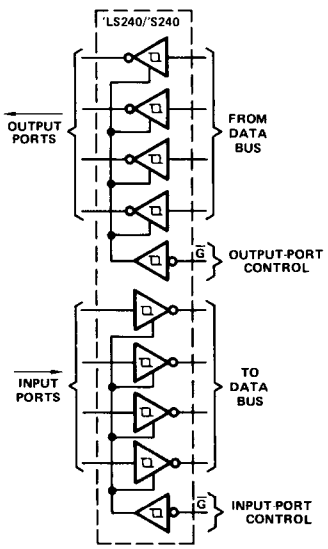 'LS240/'S240
OUTPUT
PORTS
FROM
DATA
BUS
G̅
OUTPUT-PORT
CONTROL
INPUT
PORTS
TO
DATA
BUS
G̅
INPUT-PORT
CONTROL